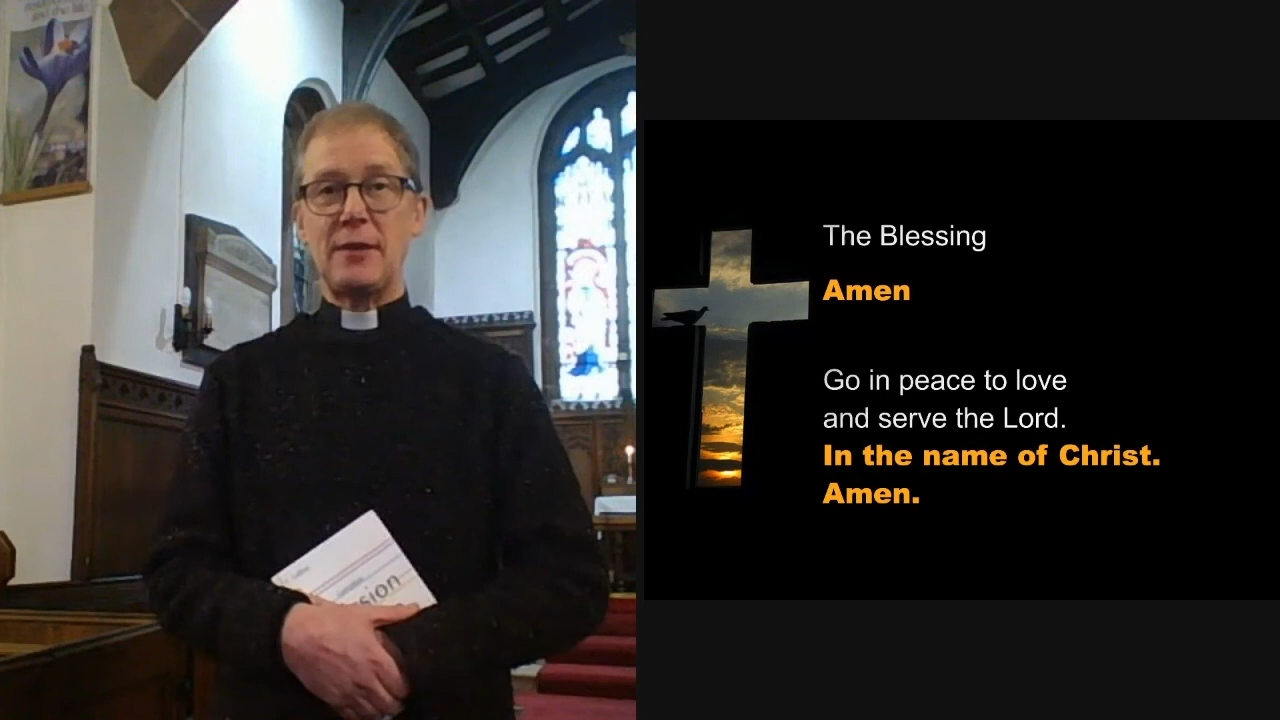 The Blessing
Amen
Go in peace to love
and serve the Lord.
In the name of Christ.
Amen.